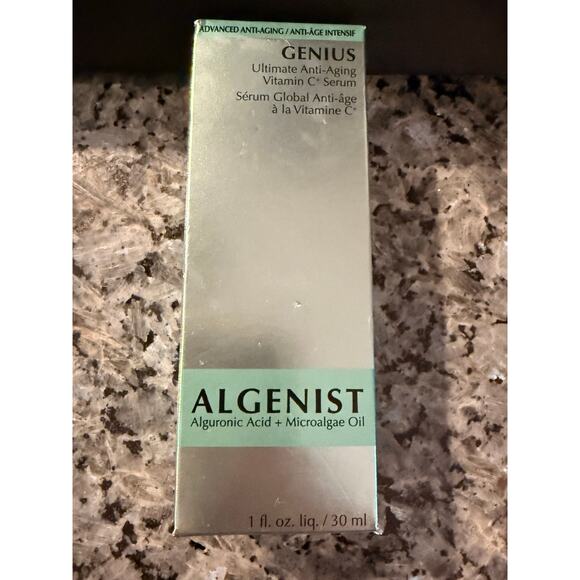 ADVANCED ANTI-AGING / ANTI-ÂGE INTENSIF
GENIUS
Ultimate Anti-Aging
Vitamin C+ Serum
Sérum Global Anti-âge
à la Vitamine C+
ALGENIST
Alguronic Acid + Microalgae Oil
1 fl. oz. liq. / 30 ml